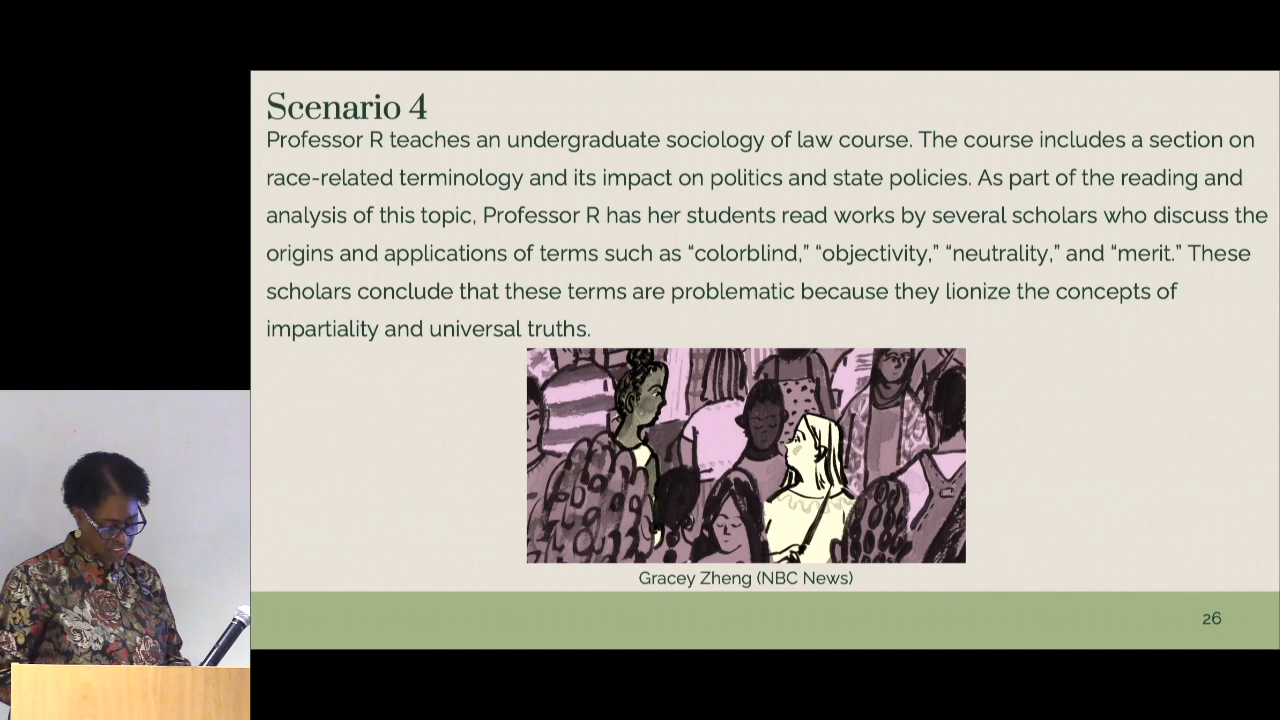 Scenario 4
Professor R teaches an undergraduate sociology of law course. The course includes a section on
race-related terminology and its impact on politics and state policies. As part of the reading and
analysis of this topic, Professor R has her students read works by several scholars who discuss the
origins and applications of terms such as “colorblind,” “objectivity,” “neutrality,” and “merit.” These
scholars conclude that these terms are problematic because they lionize the concepts of
impartiality and universal truths.
Gracey Zheng (NBC News)
26